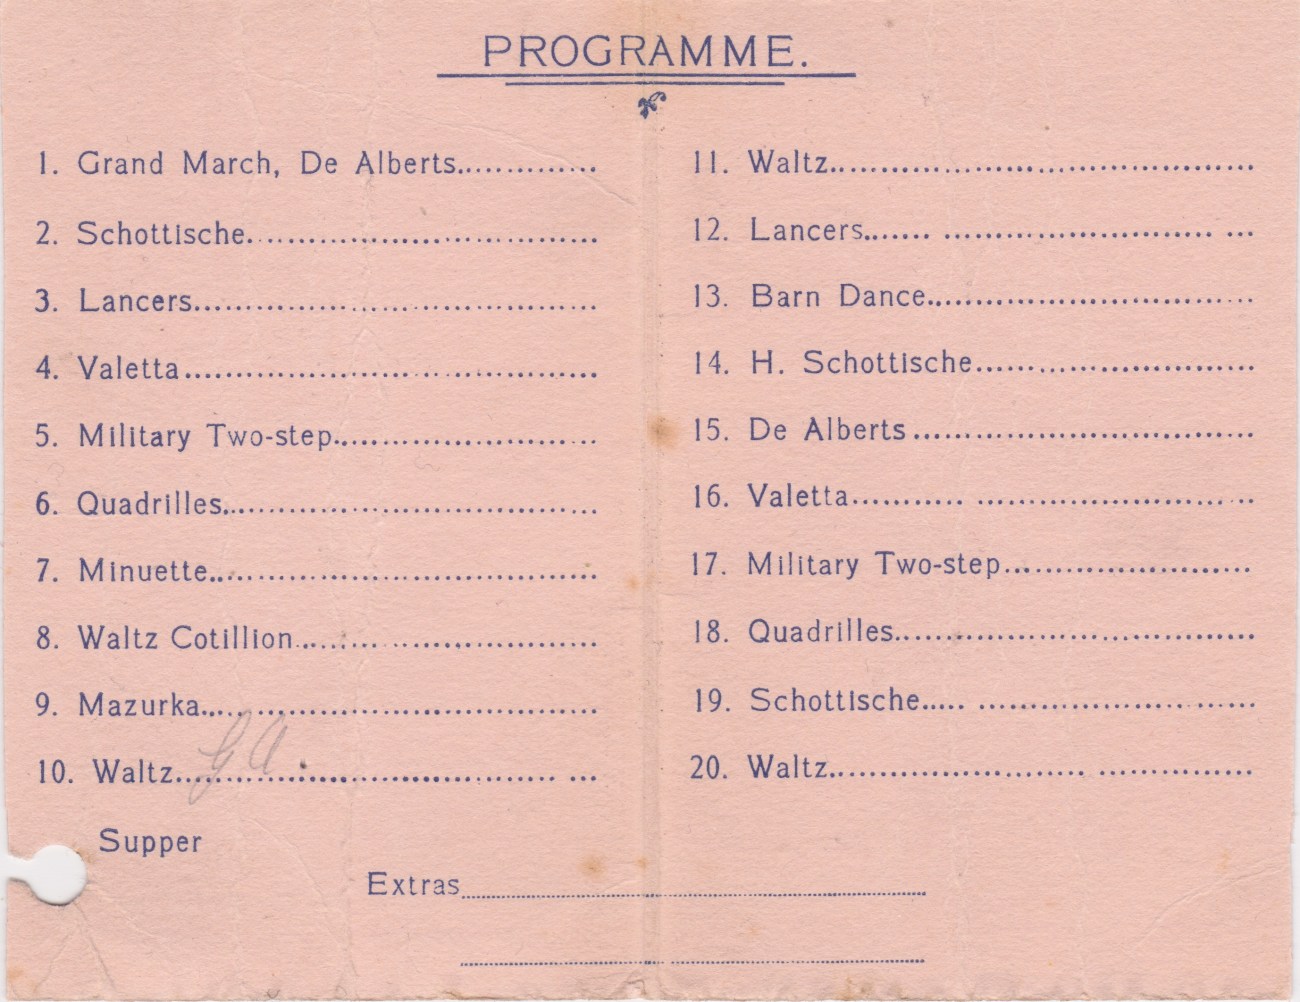 PROGRAMME.
1. Grand March, De Alberts
2. Schottische
3. Lancers
4. Valetta
5. Military Two-step
6. Quadrilles
7. Minuette
8. Waltz Cotillion
9. Mazurka
10. Waltz G A.
Supper
11. Waltz
12. Lancers
13. Barn Dance
14. H. Schottische
15. De Alberts
16. Valetta
17. Military Two-step
18. Quadrilles
19. Schottische
20. Waltz
Extras